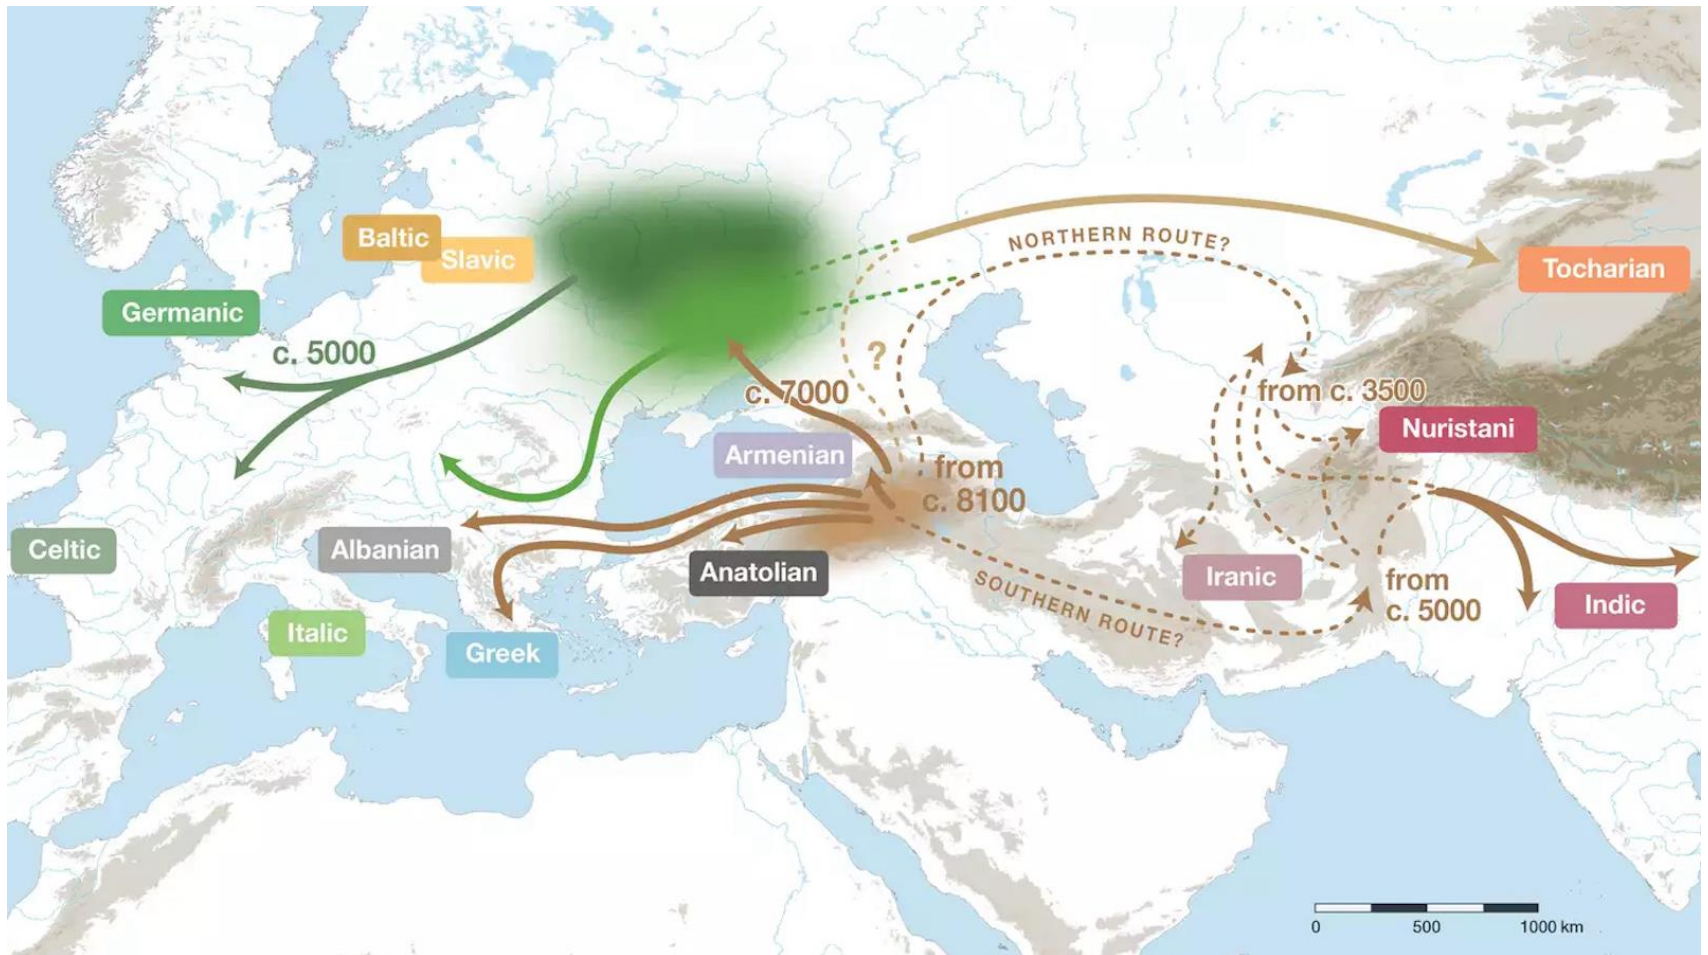 NORTHERN ROUTE?
Baltic
Slavic
Tocharian
Germanic
c. 5000
?
c. 7000
from c. 3500
Nuristani
Armenian
from
c. 8100
Celtic
Albanian
Anatolian
SOUTHERN ROUTE?
Iranic
from
c. 5000
Indic
Italic
Greek
0
500
1000 km